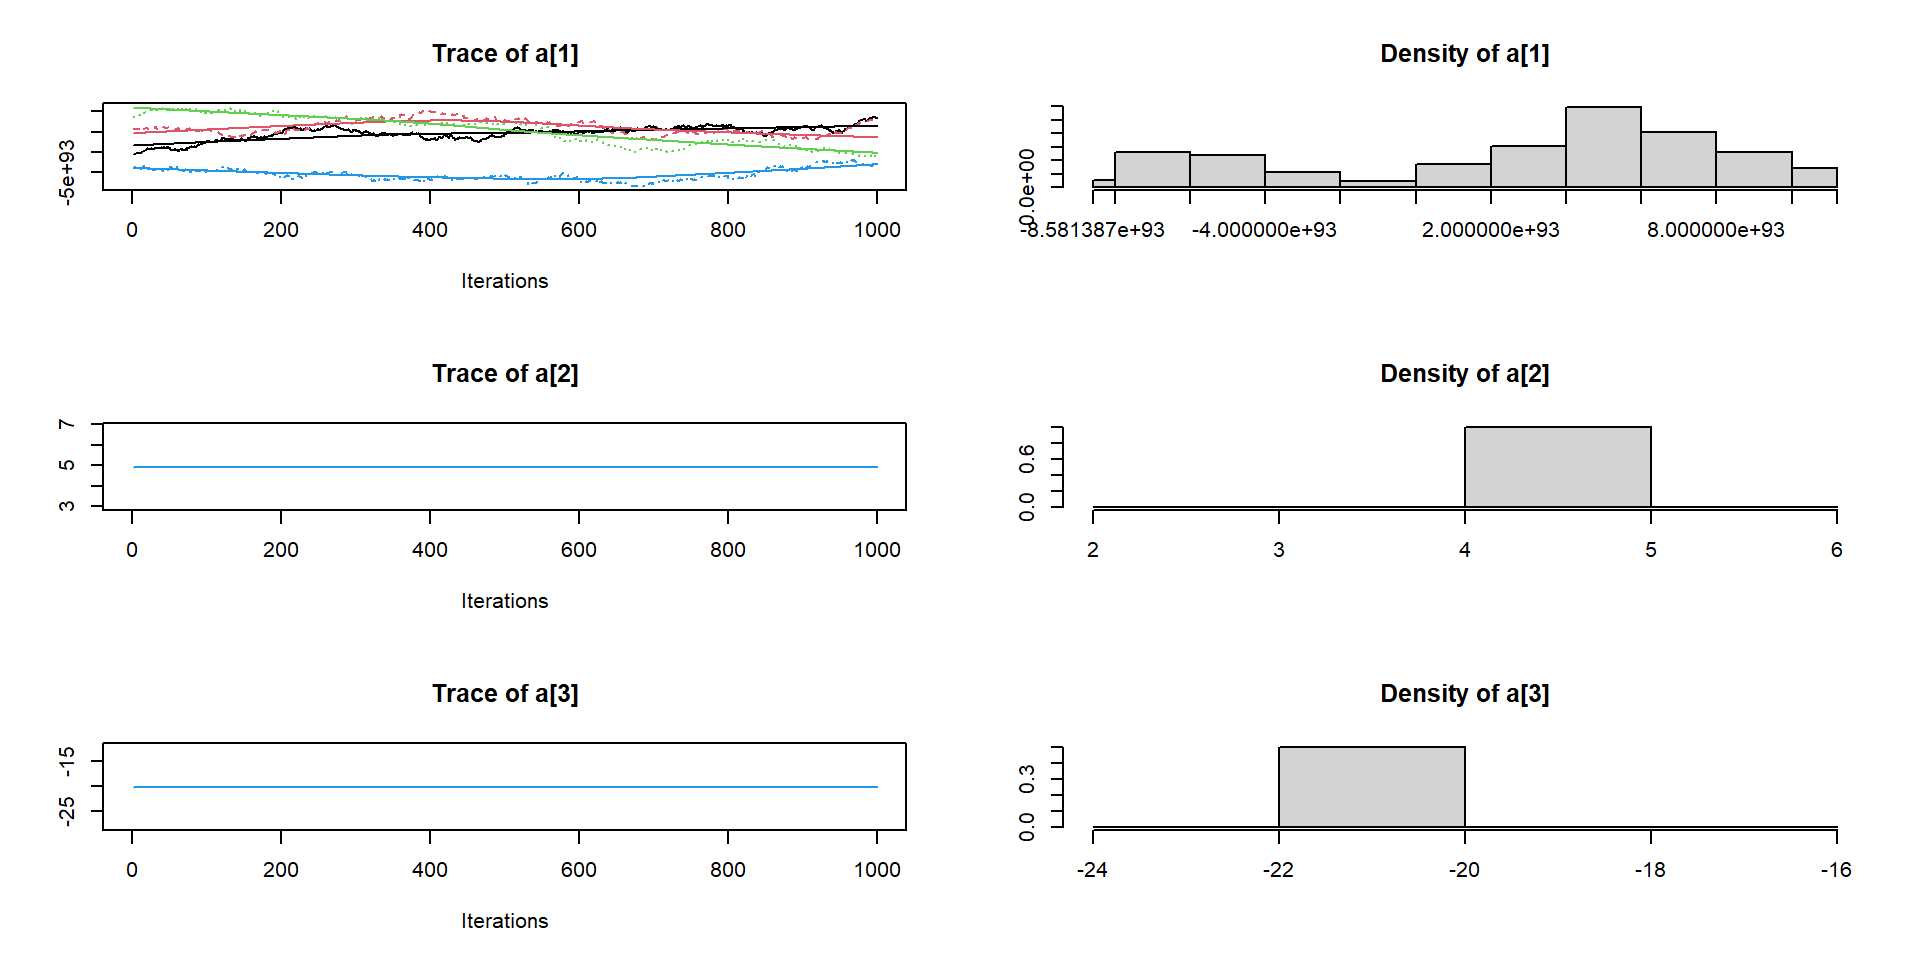 Trace of a[1]
-5e+93
0 200 400 600 800 1000
Iterations
Density of a[1]
0.0e+00
-8.581387e+93 -4.000000e+93 2.000000e+93 8.000000e+93
Trace of a[2]
3 5 7
0 200 400 600 800 1000
Iterations
Density of a[2]
0.0 0.6
2 3 4 5 6
Trace of a[3]
-25 -15
0 200 400 600 800 1000
Iterations
Density of a[3]
0.0 0.3
-24 -22 -20 -18 -16